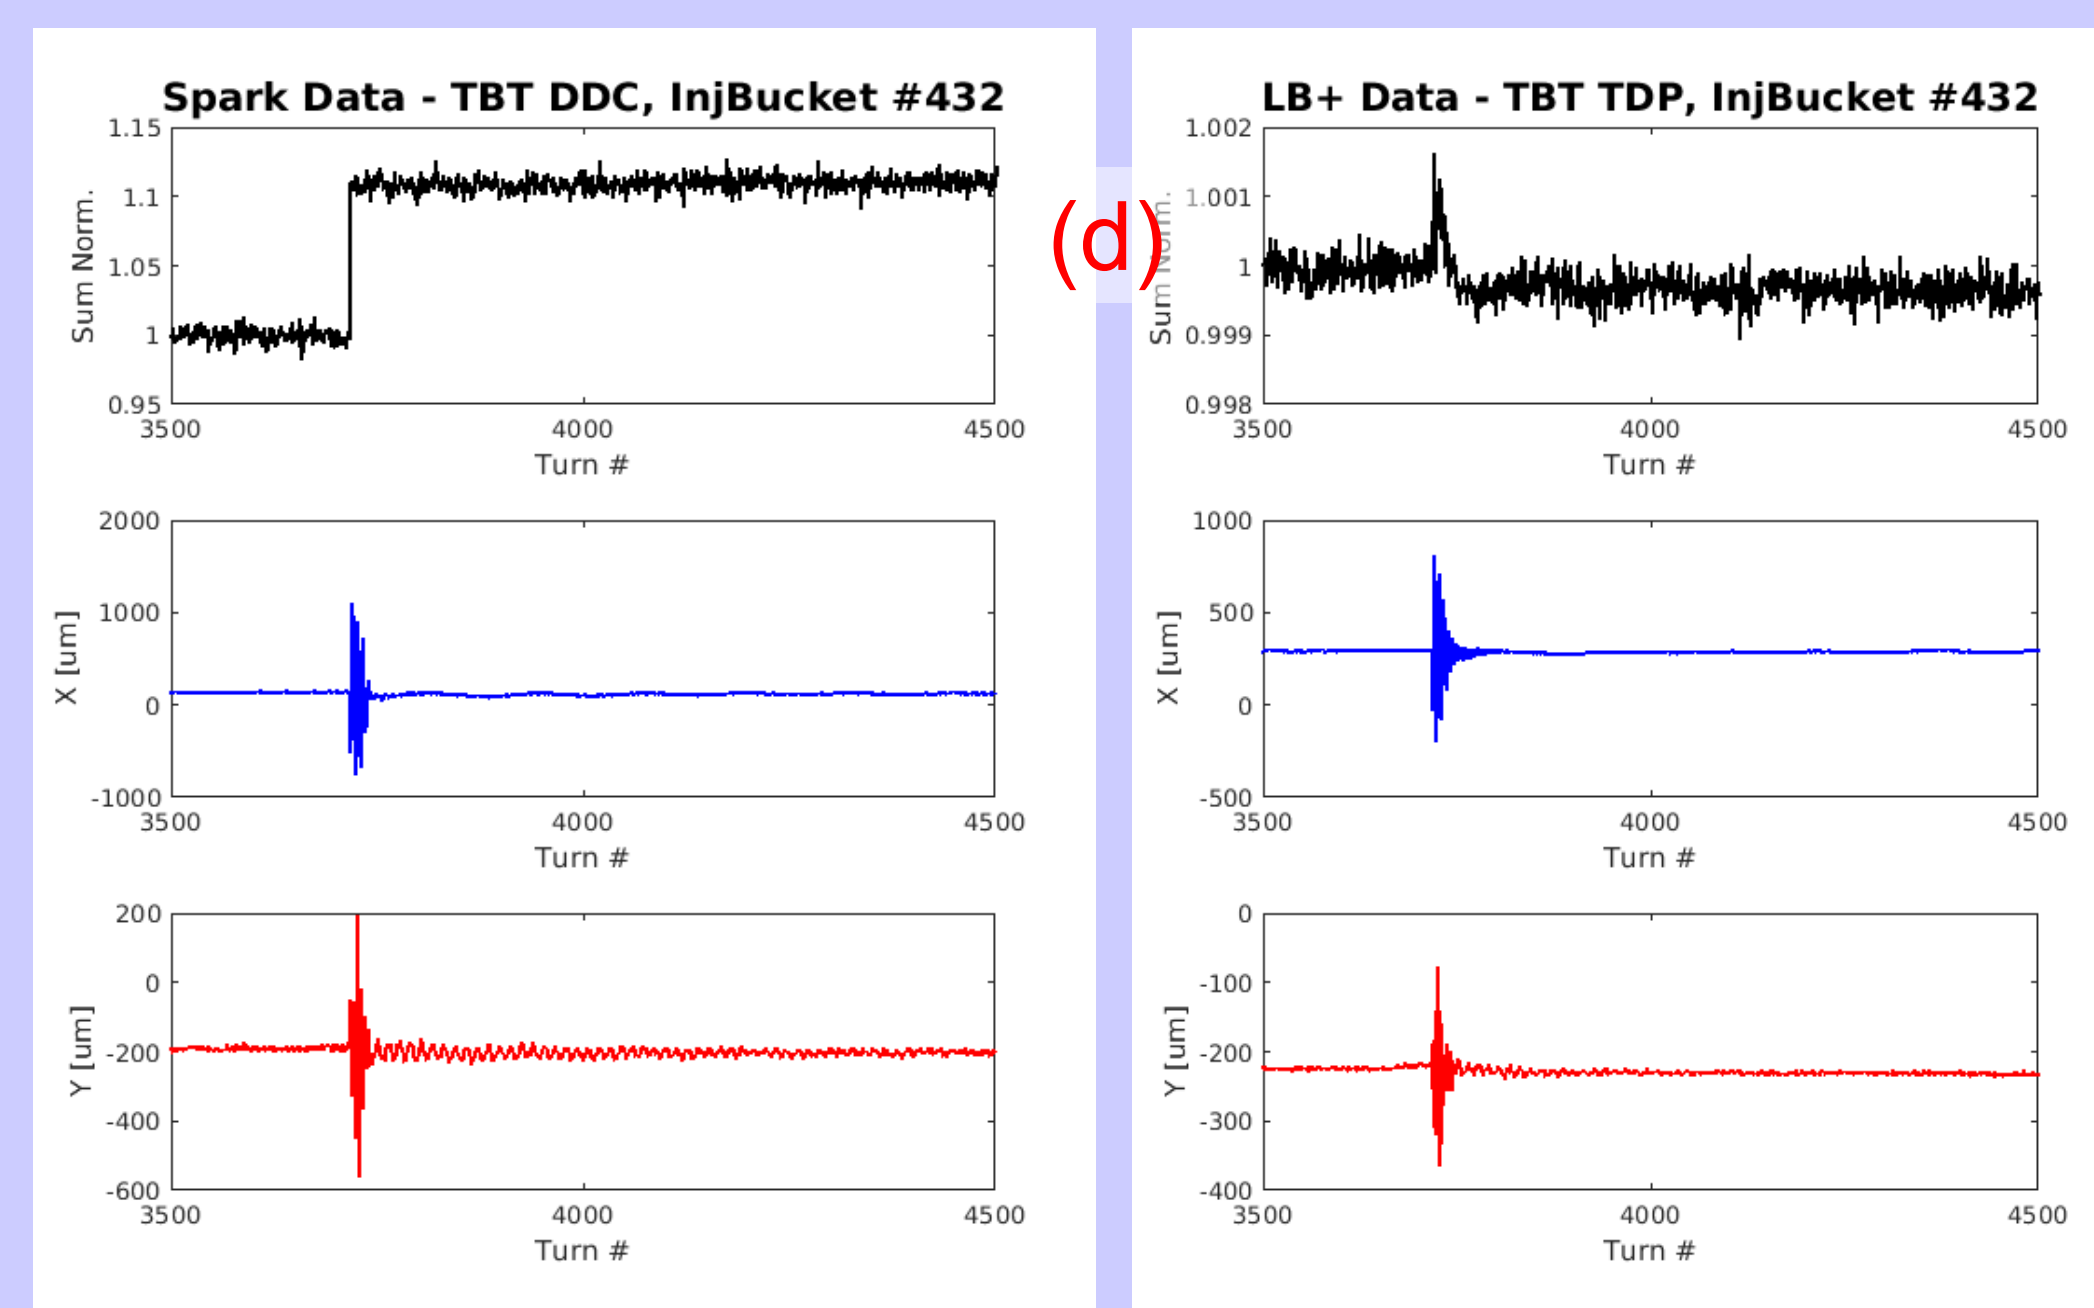 Spark Data - TBT DDC, InjBucket #432
1.15
1.1
1.05
1
0.95
Sum Norm.
3500 4000 4500
Turn #
2000
1000
0
-1000
X [um]
3500 4000 4500
Turn #
200
0
-200
-400
-600
Y [um]
3500 4000 4500
Turn #
(d)
LB+ Data - TBT TDP, InjBucket #432
1.002
1.001
1
0.999
0.998
Sum Norm.
3500 4000 4500
Turn #
1000
500
0
-500
X [um]
3500 4000 4500
Turn #
0
-100
-200
-300
-400
Y [um]
3500 4000 4500
Turn #